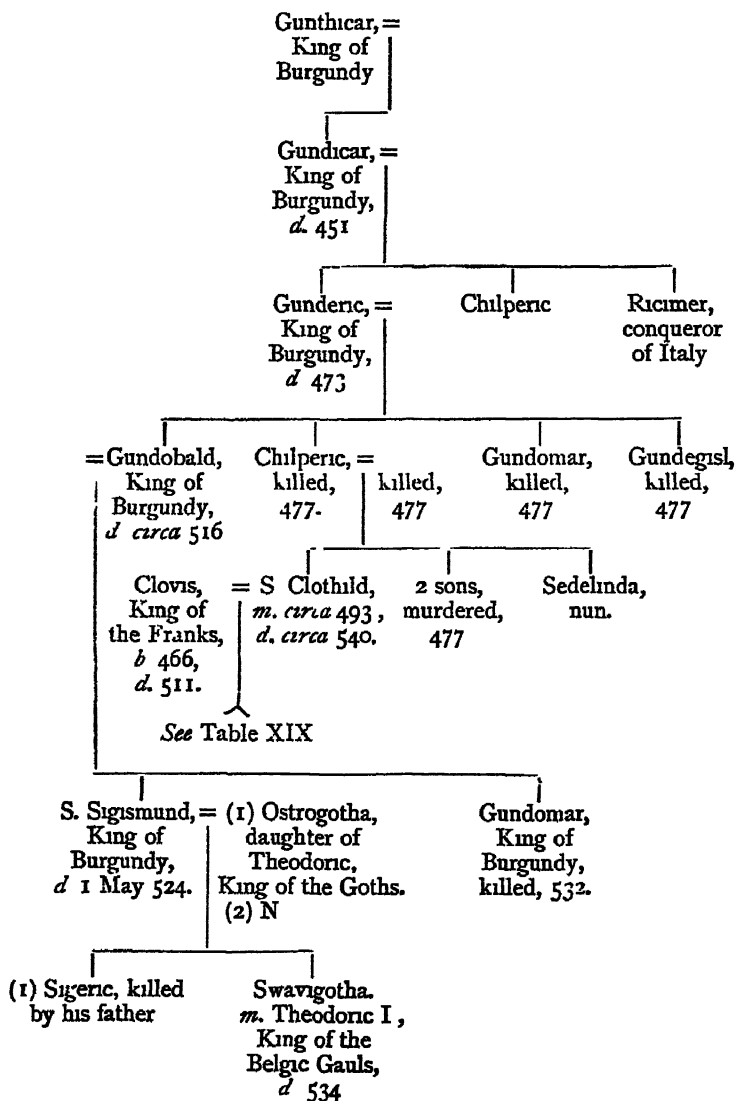 Gunthicar, =
King of
Burgundy
Gundicar, =
King of
Burgundy,
d. 451
Gunderic, =
King of
Burgundy,
d 473
Chilperic
Ricimer,
conqueror
of Italy
= Gundobald,
King of
Burgundy,
d circa 516
Chilperic, =
killed,
477.
killed,
477
Gundomar,
killed,
477
Gundegisl,
killed,
477
Clovis,
King of
the Franks,
b 466,
d. 511.
= S Clothild,
m. circa 493,
d. circa 540.
2 sons,
murdered,
477
Sedelinda,
nun.
See Table XIX
S. Sigismund, =
King of
Burgundy,
d 1 May 524.
(1) Ostrogotha,
daughter of
Theodoric,
King of the Goths.
(2) N
Gundomar,
King of
Burgundy,
killed, 532.
(1) Sigeric, killed
by his father
Swavigotha.
m. Theodoric I,
King of the
Belgic Gauls,
d 534